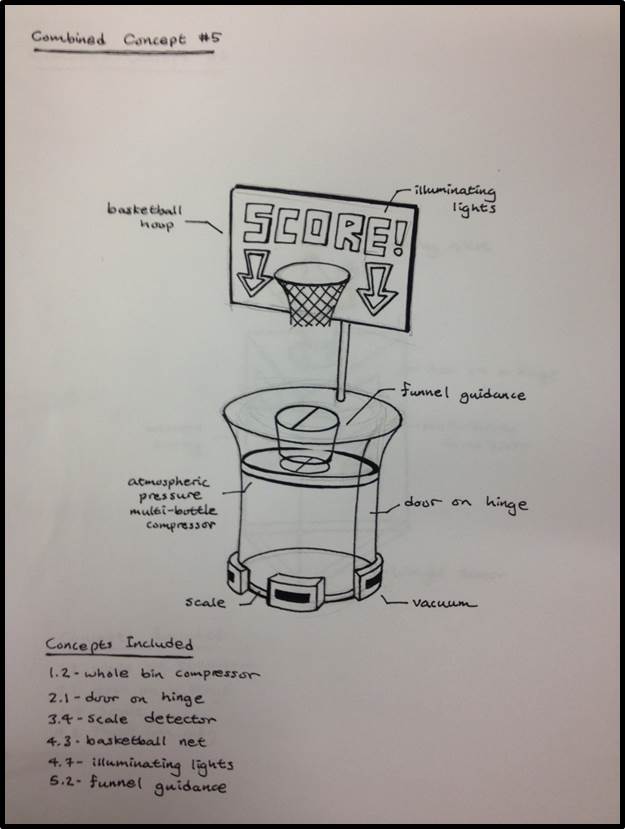 Combined Concept #5
illuminating
lights
basketball
hoop
SCORE!
funnel guidance
atmospheric
pressure
multi-bottle
compressor
door on hinge
scale
vacuum
Concepts Included
1.2- whole bin compressor
2.1- door on hinge
3.4- scale detector
4.3- basketball net
4.7- illuminating lights
5.2- funnel guidance